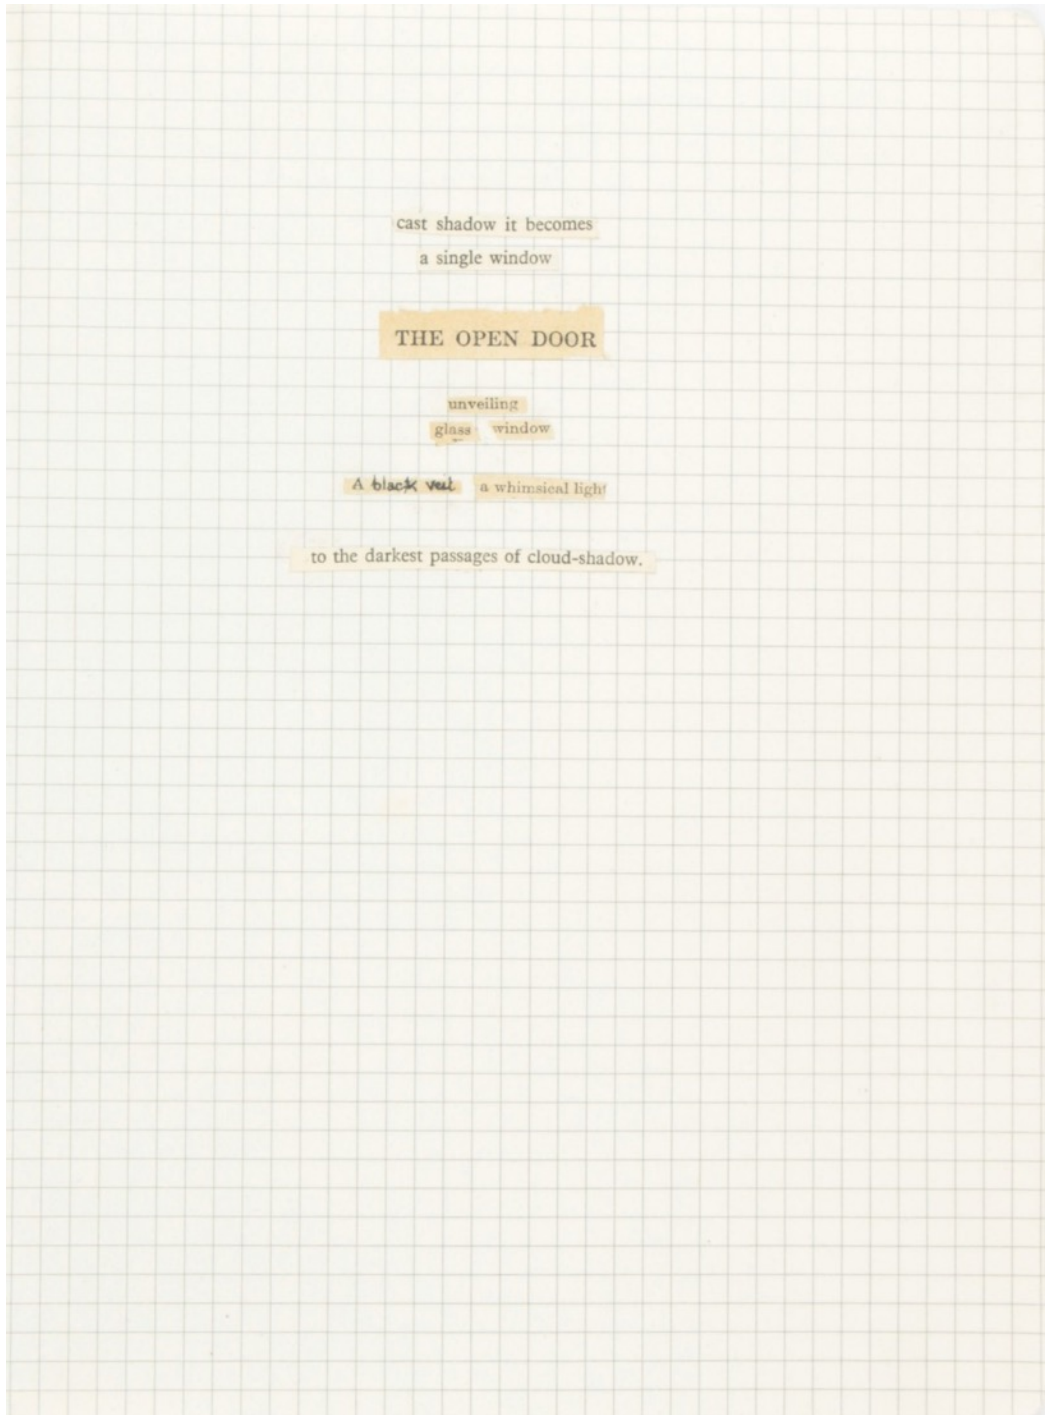 cast shadow it becomes
a single window
THE OPEN DOOR
unveiling
glass window
A black veil a whimsical light
to the darkest passages of cloud-shadow.